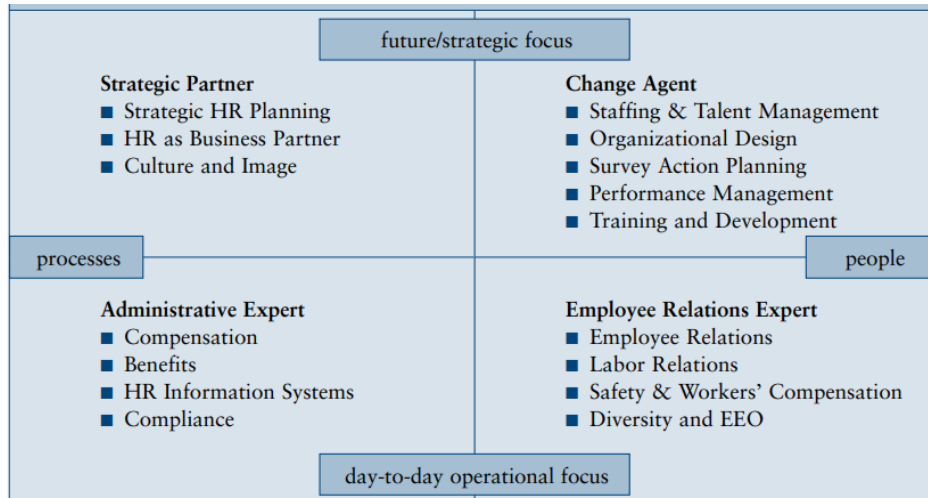 future/strategic focus
Strategic Partner
■ Strategic HR Planning
■ HR as Business Partner
■ Culture and Image
Change Agent
■ Staffing & Talent Management
■ Organizational Design
■ Survey Action Planning
■ Performance Management
■ Training and Development
processes
people
Administrative Expert
■ Compensation
■ Benefits
■ HR Information Systems
■ Compliance
Employee Relations Expert
■ Employee Relations
■ Labor Relations
■ Safety & Workers’ Compensation
■ Diversity and EEO
day-to-day operational focus